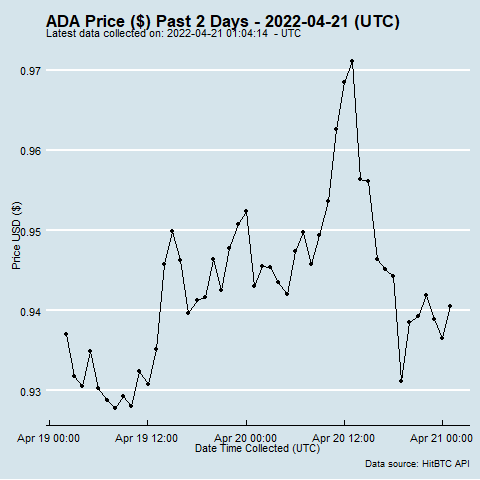 ADA Price ($) Past 2 Days - 2022-04-21 (UTC)
Latest data collected on: 2022-04-21 01:04:14 - UTC
0.97
0.96
0.95
0.94
0.93
Price USD ($)
Apr 19 00:00 Apr 19 12:00 Apr 20 00:00 Apr 20 12:00 Apr 21 00:00
Date Time Collected (UTC)
Data source: HitBTC API